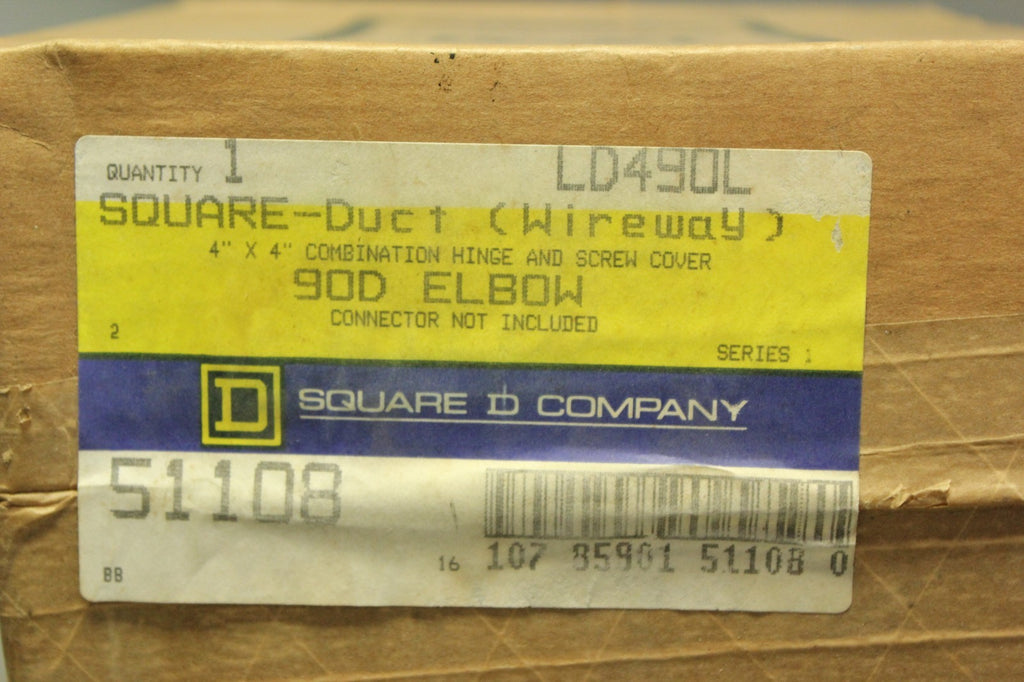 QUANTITY 1 LD490L
SQUARE-Duct (Wireway)
4" X 4" COMBINATION HINGE AND SCREW COVER
90D ELBOW
CONNECTOR NOT INCLUDED
2 SERIES 1
D SQUARE D COMPANY
51108
BB 16 107 85901 51108 0